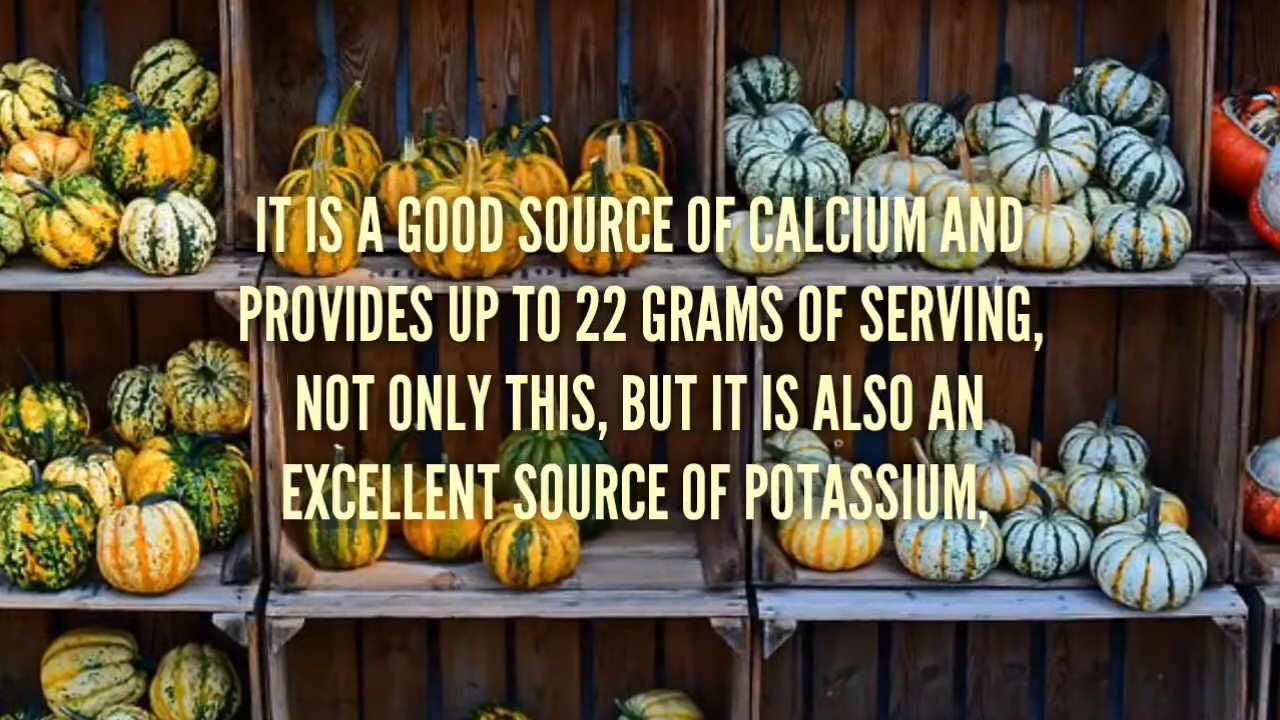 IT IS A GOOD SOURCE OF CALCIUM AND
PROVIDES UP TO 22 GRAMS OF SERVING,
NOT ONLY THIS, BUT IT IS ALSO AN
EXCELLENT SOURCE OF POTASSIUM,